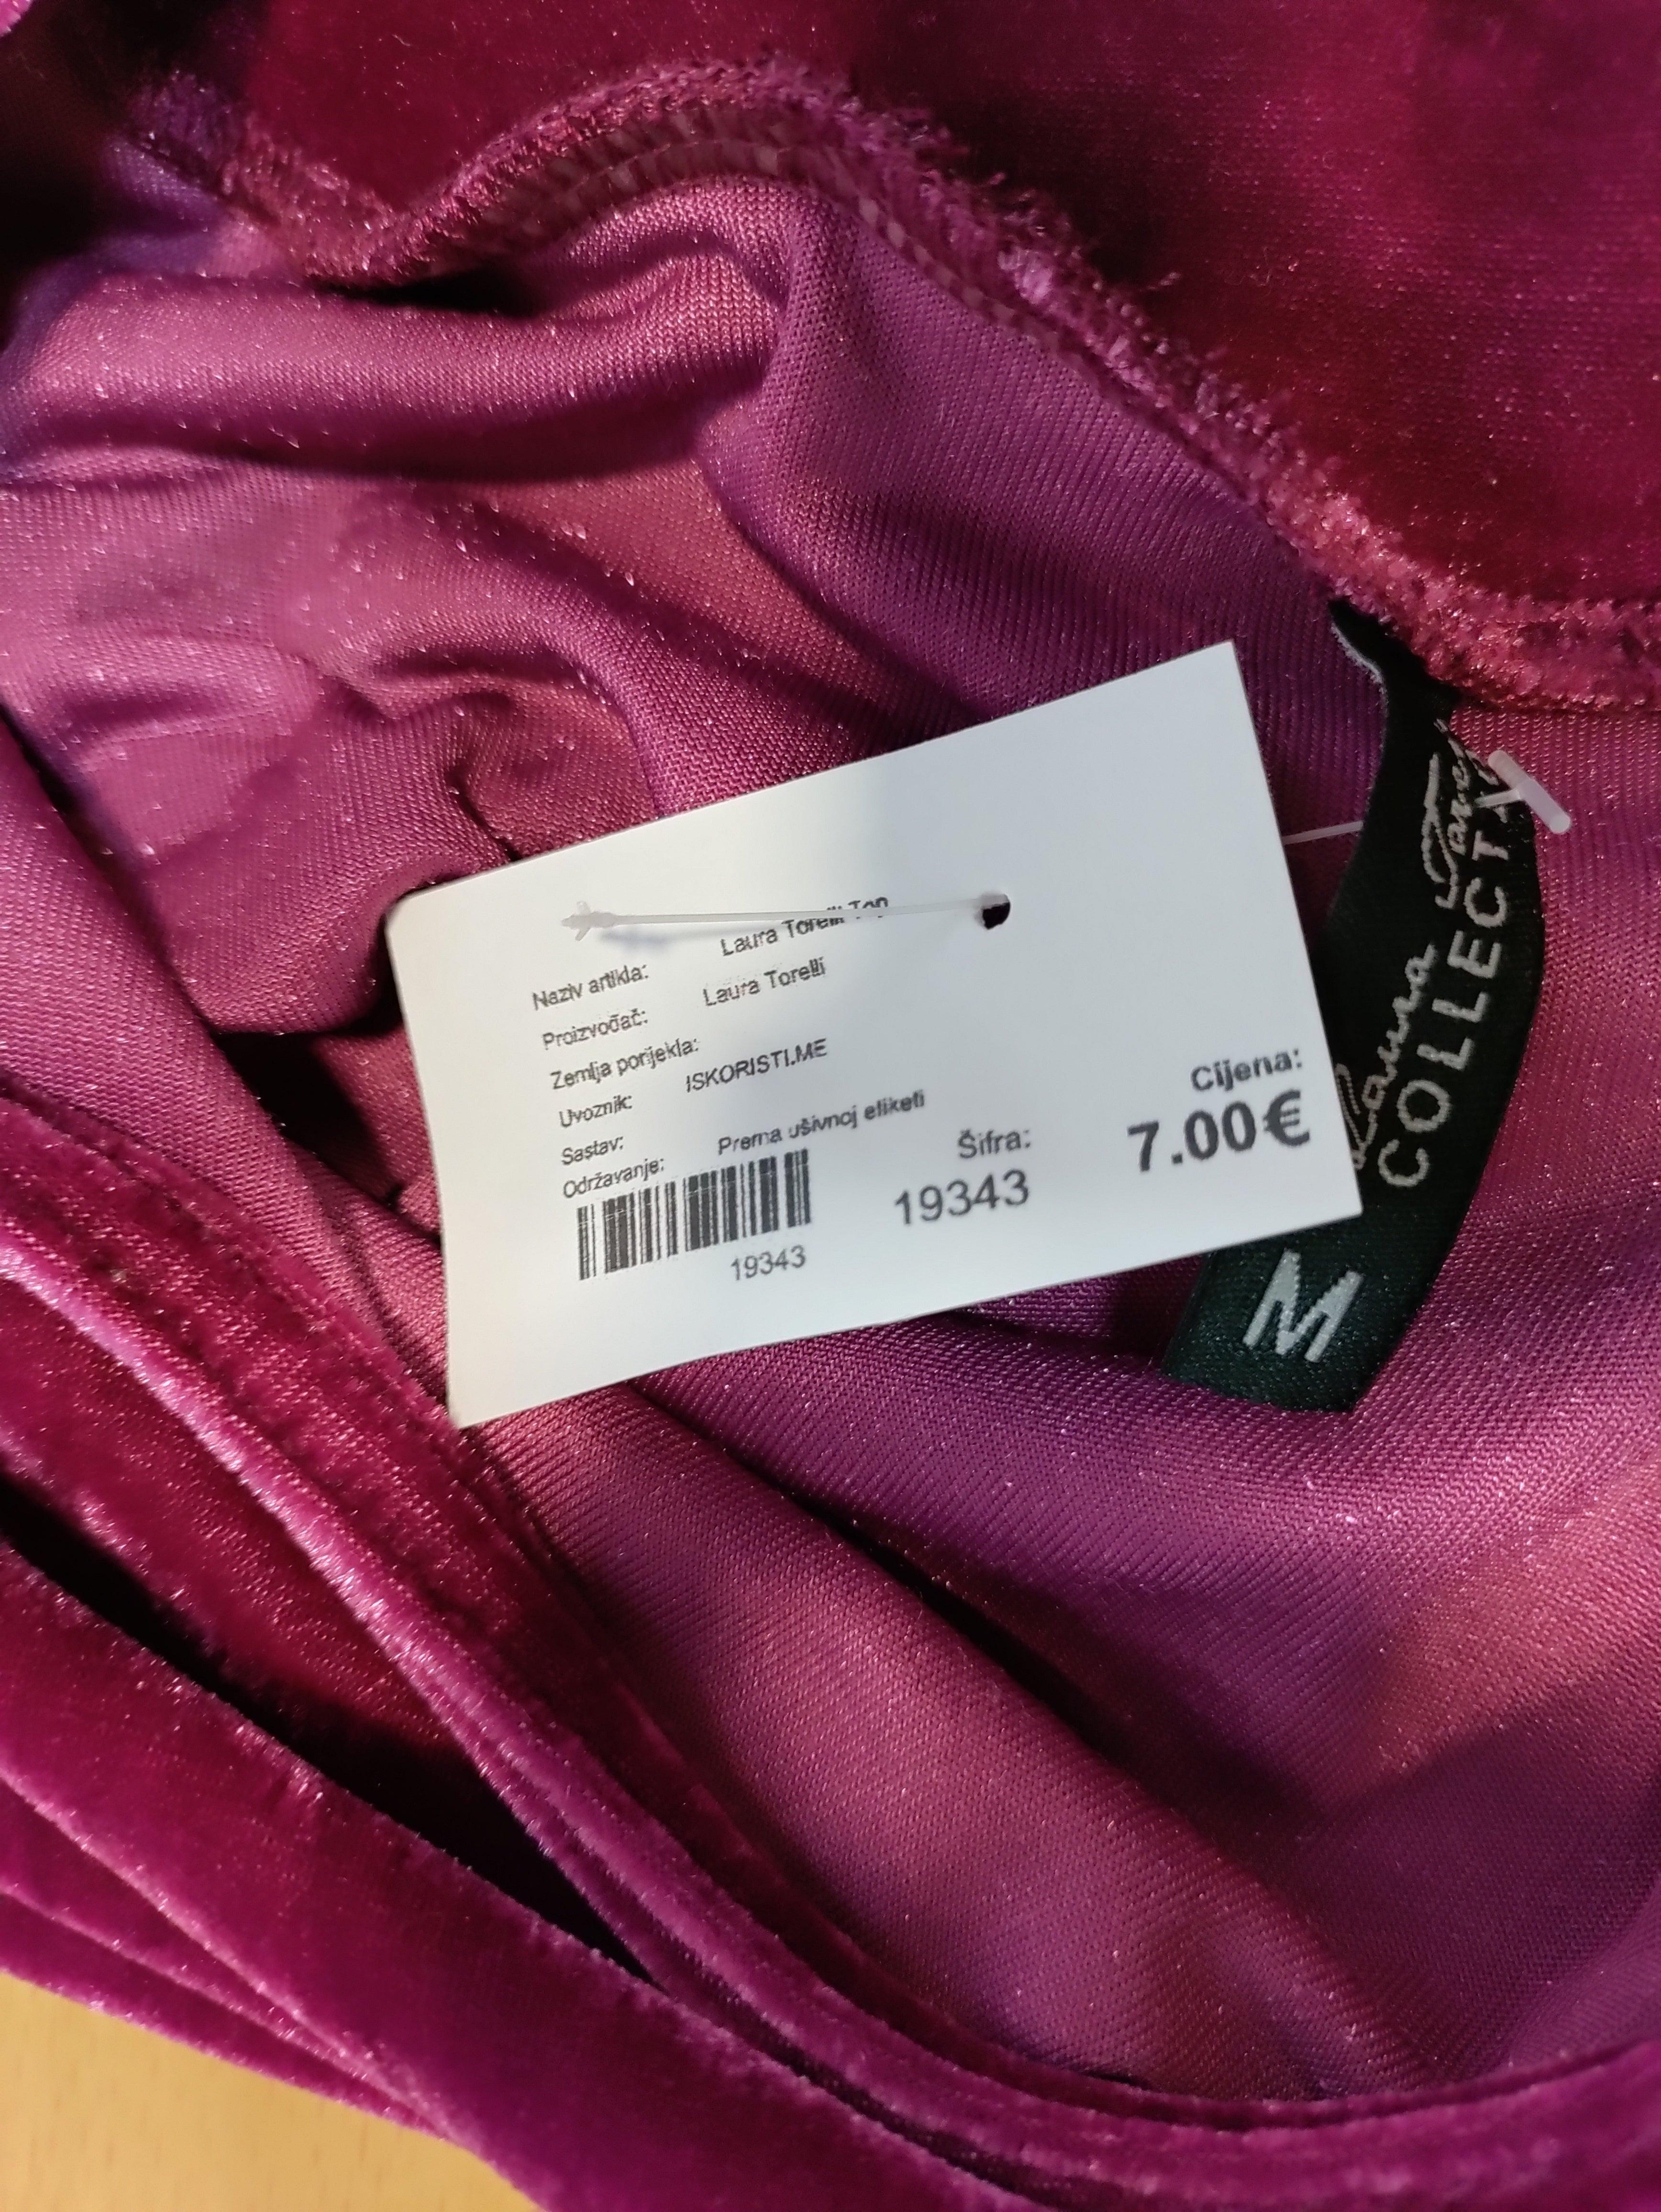 Naziv artikla: Laura Torelli Top
Proizvođač: Laura Torelli
Zemlja porijekla:
Uvoznik: ISKORISTI.ME
Sastav:
Održavanje: Prema ušivnoj etiketi
19343
Šifra:
19343
Cijena:
7.00€
Laura
COLLECT
M